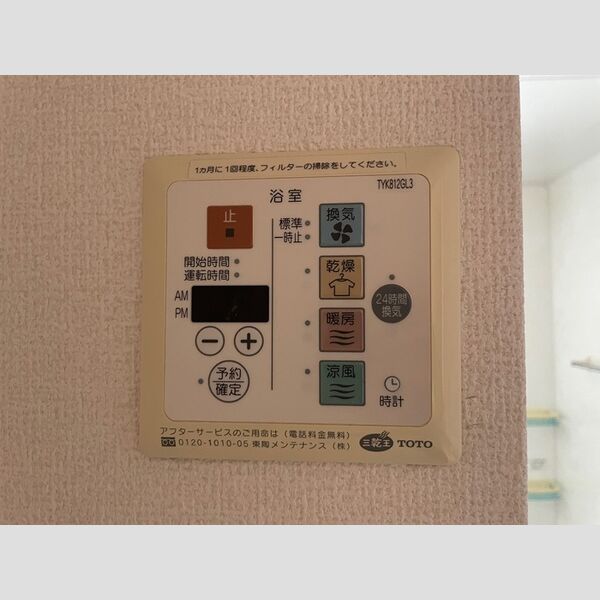 1ヵ月に1回程度、フィルターの掃除をしてください。
TYK812GL3
浴室
止
標準
一時止
換気
開始時間
運転時間
乾燥
AM
PM
24時間
換気
暖房
予約
確定
涼風
時計
アフターサービスのご用命は（電話料金無料）
0120-1010-05 東陶メンテナンス（株）
三乾王
TOTO